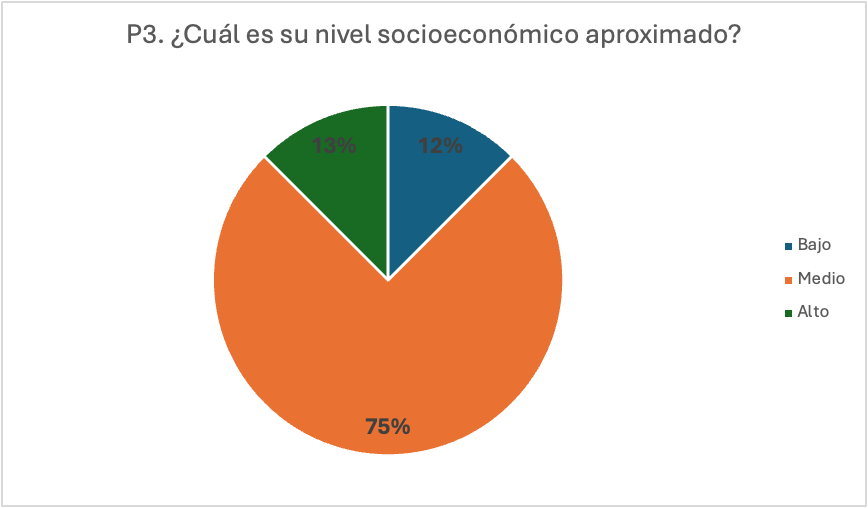 P3. ¿Cuál es su nivel socioeconómico aproximado?
13%
12%
Bajo
Medio
Alto
75%